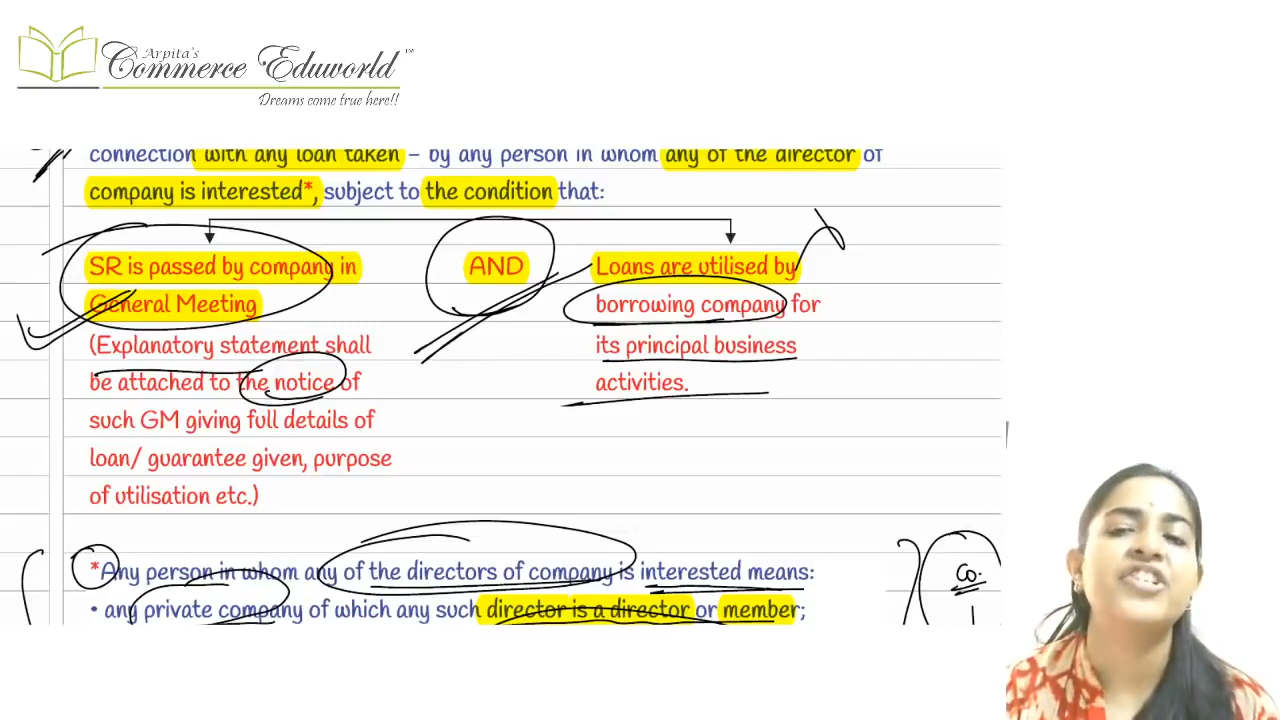 Arpita's
Commerce Eduworld™
Dreams come true here!!
connection with any loan taken – by any person in whom any of the director of
company is interested*, subject to the condition that:
SR is passed by company in
General Meeting
(Explanatory statement shall
be attached to the notice of
such GM giving full details of
loan/ guarantee given, purpose
of utilisation etc.)
AND
Loans are utilised by
borrowing company for
its principal business
activities.
*Any person in whom any of the directors of company is interested means:
• any private company of which any such director is a director or member;
Co.